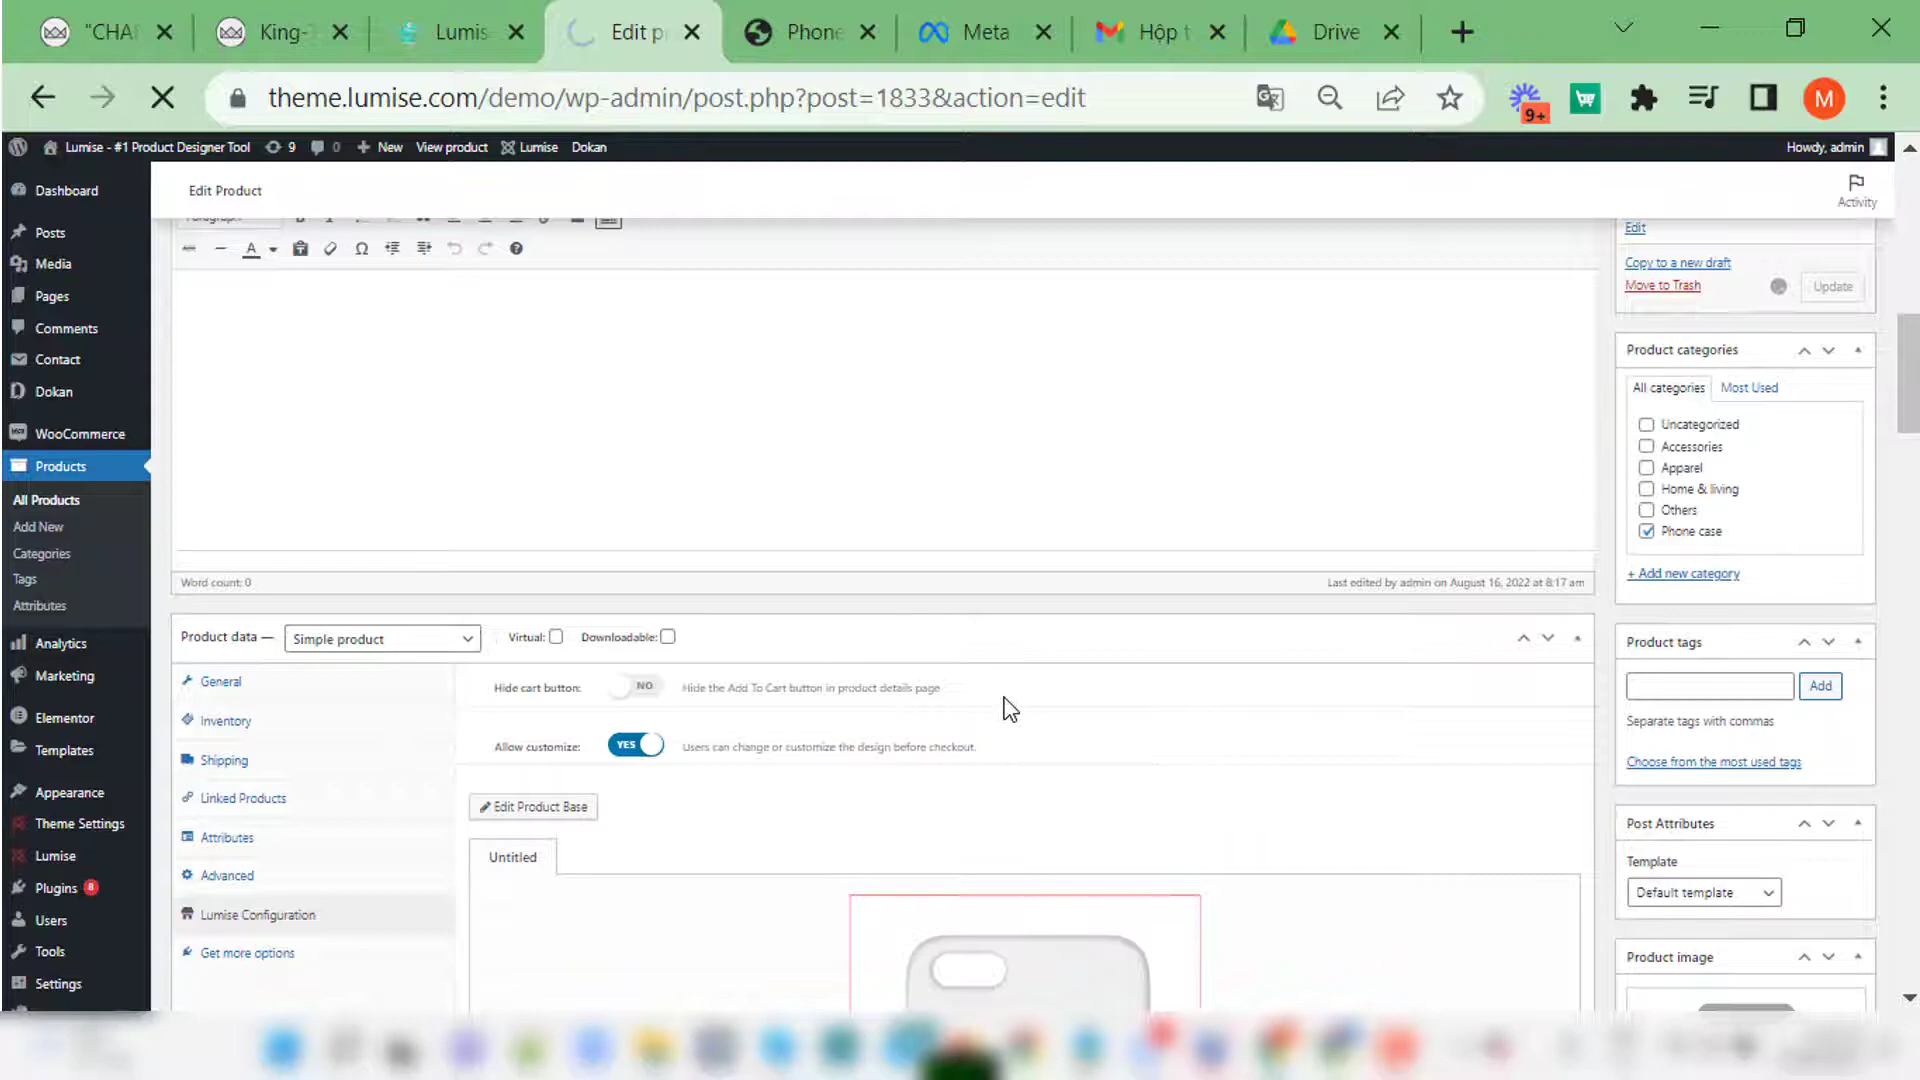 "CHA
King-
Lumis
Edit p
Phone
Meta
Hộp t
Drive
theme.lumise.com/demo/wp-admin/post.php?post=1833&action=edit
9+
M
Lumise - #1 Product Designer Tool
9
0
New
View product
Lumise
Dokan
Howdy, admin
Edit Product
Activity
Dashboard
Posts
Media
Pages
Comments
Contact
Dokan
WooCommerce
Products
All Products
Add New
Categories
Tags
Attributes
Analytics
Marketing
Elementor
Templates
Appearance
Theme Settings
Lumise
Plugins 8
Users
Tools
Settings
Word count: 0
Last edited by admin on August 16, 2022 at 8:17 am
Product data —
Simple product
Virtual:
Downloadable:
General
Inventory
Shipping
Linked Products
Attributes
Advanced
Lumise Configuration
Get more options
Hide cart button:
NO
Hide the Add To Cart button in product details page
Allow customize:
YES
Users can change or customize the design before checkout.
Edit Product Base
Untitled
Edit
Copy to a new draft
Move to Trash
Update
Product categories
All categories
Most Used
Uncategorized
Accessories
Apparel
Home & living
Others
Phone case
+ Add new category
Product tags
Add
Separate tags with commas
Choose from the most used tags
Post Attributes
Template
Default template
Product image